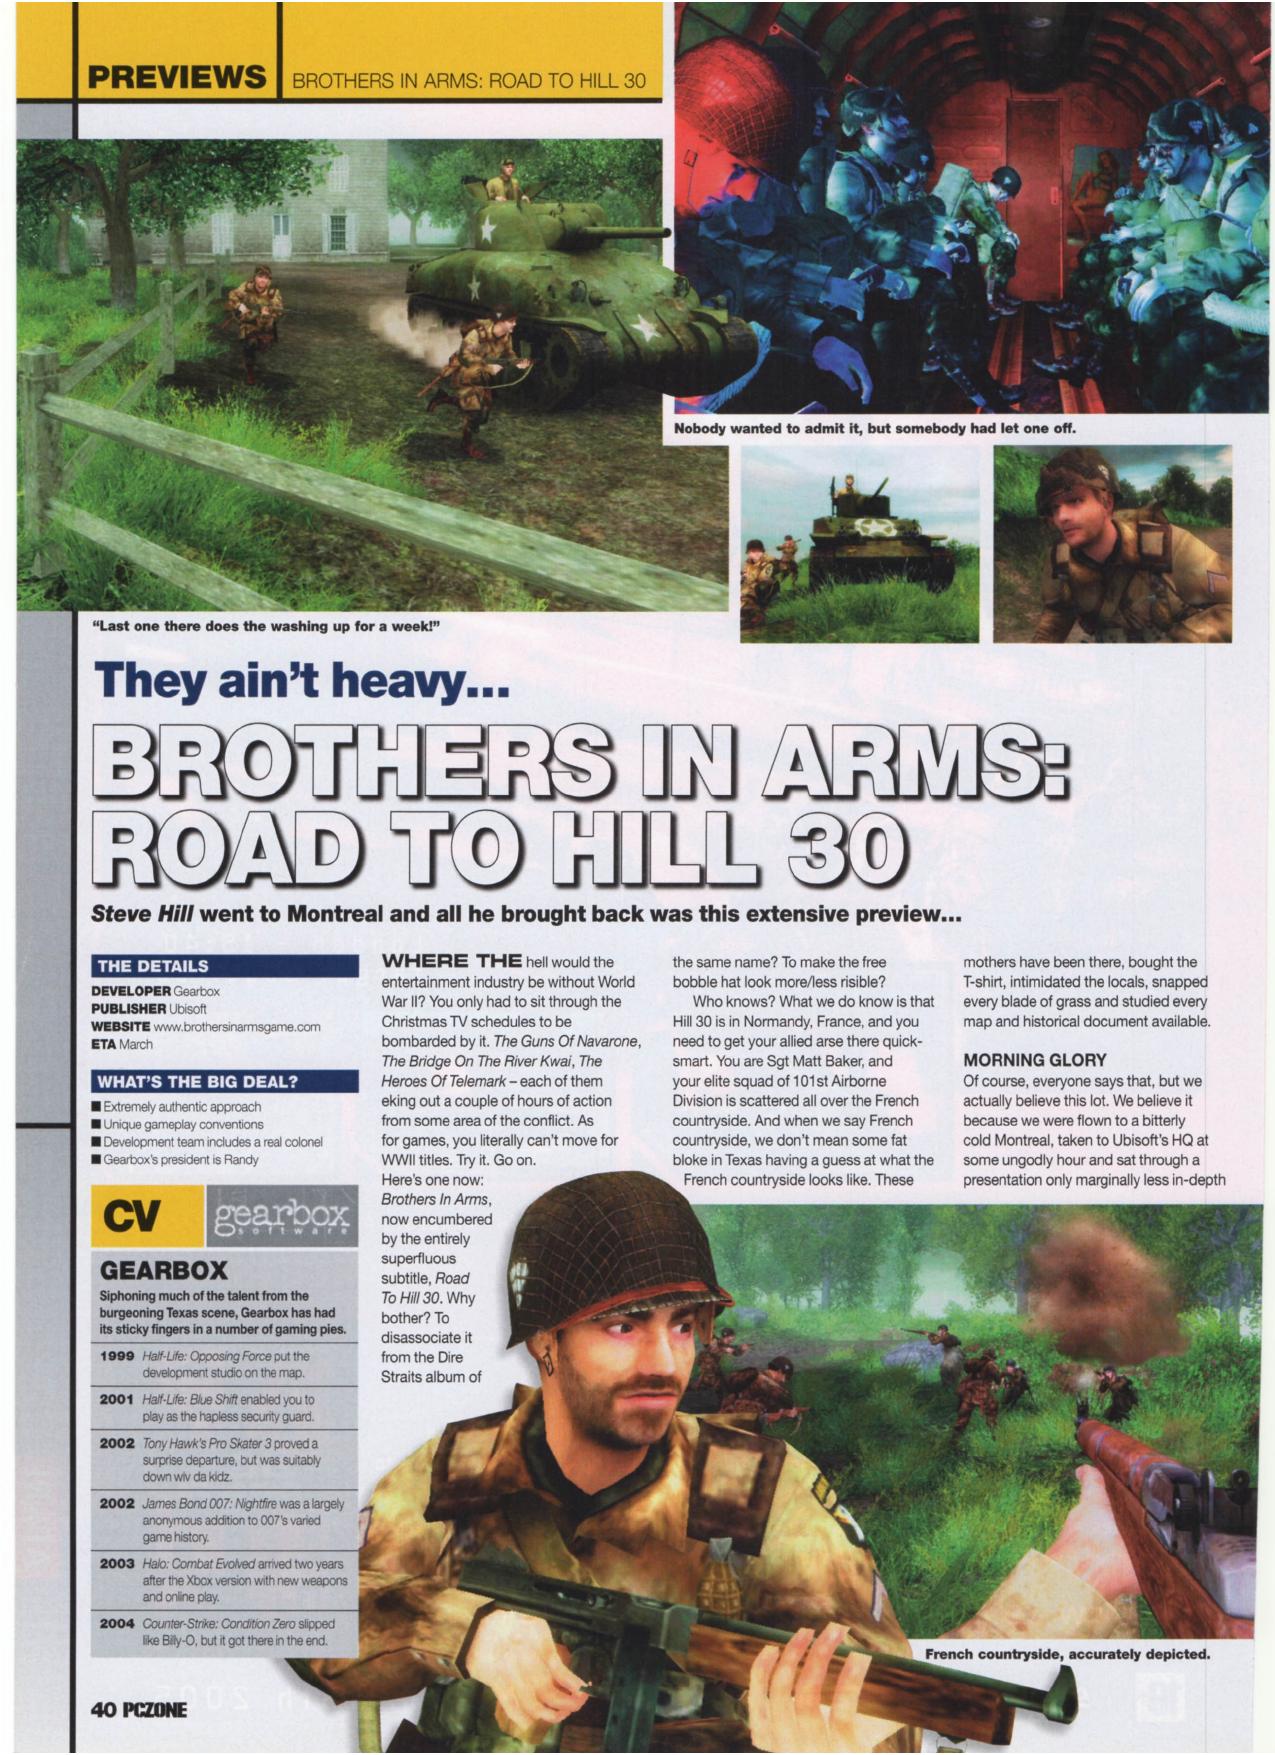 PREVIEWS
BROTHERS IN ARMS: ROAD TO HILL 30
Nobody wanted to admit it, but somebody had let one off.
“Last one there does the washing up for a week!”
They ain’t heavy...
BROTHERS IN ARMS:
ROAD TO HILL 30
Steve Hill went to Montreal and all he brought back was this extensive preview...
THE DETAILS
DEVELOPER Gearbox
PUBLISHER Ubisoft
WEBSITE www.brothersinarmsgame.com
ETA March
WHAT’S THE BIG DEAL?
■ Extremely authentic approach
■ Unique gameplay conventions
■ Development team includes a real colonel
■ Gearbox’s president is Randy
CV
gearbox
software
GEARBOX
Siphoning much of the talent from the
burgeoning Texas scene, Gearbox has had
its sticky fingers in a number of gaming pies.
1999 Half-Life: Opposing Force put the
development studio on the map.
2001 Half-Life: Blue Shift enabled you to
play as the hapless security guard.
2002 Tony Hawk’s Pro Skater 3 proved a
surprise departure, but was suitably
down wiv da kidz.
2002 James Bond 007: Nightfire was a largely
anonymous addition to 007’s varied
game history.
2003 Halo: Combat Evolved arrived two years
after the Xbox version with new weapons
and online play.
2004 Counter-Strike: Condition Zero slipped
like Billy-O, but it got there in the end.
WHERE THE hell would the
entertainment industry be without World
War II? You only had to sit through the
Christmas TV schedules to be
bombarded by it. The Guns Of Navarone,
The Bridge On The River Kwai, The
Heroes Of Telemark – each of them
eking out a couple of hours of action
from some area of the conflict. As
for games, you literally can’t move for
WWII titles. Try it. Go on.
Here’s one now:
Brothers In Arms,
now encumbered
by the entirely
superfluous
subtitle, Road
To Hill 30. Why
bother? To
disassociate it
from the Dire
Straits album of
the same name? To make the free
bobble hat look more/less risible?
Who knows? What we do know is that
Hill 30 is in Normandy, France, and you
need to get your allied arse there quick-
smart. You are Sgt Matt Baker, and
your elite squad of 101st Airborne
Division is scattered all over the French
countryside. And when we say French
countryside, we don’t mean some fat
bloke in Texas having a guess at what the
French countryside looks like. These
mothers have been there, bought the
T-shirt, intimidated the locals, snapped
every blade of grass and studied every
map and historical document available.
MORNING GLORY
Of course, everyone says that, but we
actually believe this lot. We believe it
because we were flown to a bitterly
cold Montreal, taken to Ubisoft’s HQ at
some ungodly hour and sat through a
presentation only marginally less in-depth
French countryside, accurately depicted.
40 PCZONE